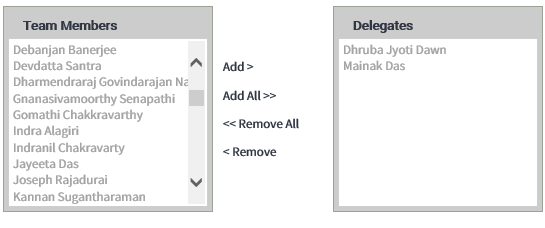 Team Members
Debanjan Banerjee
Devdatta Santra
Dharmendraraj Govindarajan Na
Gnanasivamoorthy Senapathi
Gomathi Chakkravarthy
Indra Alagiri
Indranil Chakravarty
Jayeeta Das
Joseph Rajadurai
Kannan Sugantharaman
Add >
Add All >>
<< Remove All
< Remove
Delegates
Dhruba Jyoti Dawn
Mainak Das